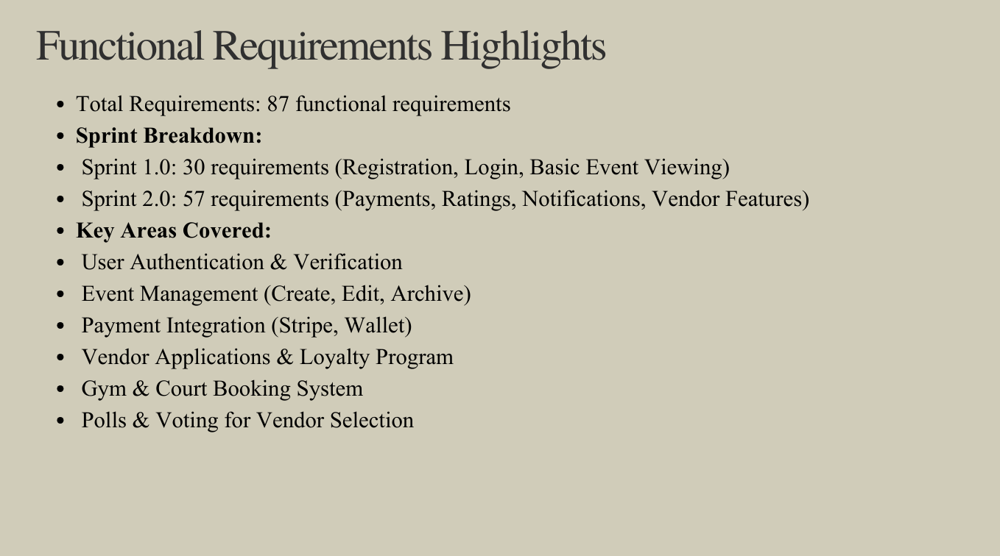 Functional Requirements Highlights
• Total Requirements: 87 functional requirements
• Sprint Breakdown:
• Sprint 1.0: 30 requirements (Registration, Login, Basic Event Viewing)
• Sprint 2.0: 57 requirements (Payments, Ratings, Notifications, Vendor Features)
• Key Areas Covered:
• User Authentication & Verification
• Event Management (Create, Edit, Archive)
• Payment Integration (Stripe, Wallet)
• Vendor Applications & Loyalty Program
• Gym & Court Booking System
• Polls & Voting for Vendor Selection